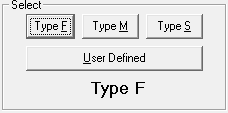 Select
Type F Type M Type S
User Defined
Type F